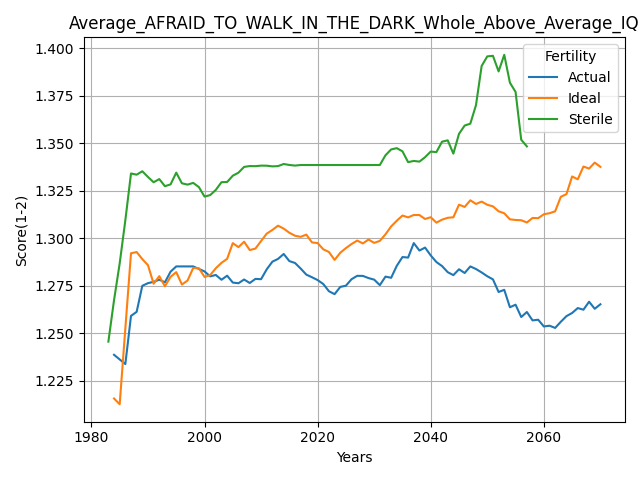 Average_AFRAID_TO_WALK_IN_THE_DARK_Whole_Above_Average_IQ
Fertility
Actual
Ideal
Sterile
Score(1-2)
1.400
1.375
1.350
1.325
1.300
1.275
1.250
1.225
1980
2000
2020
2040
2060
Years